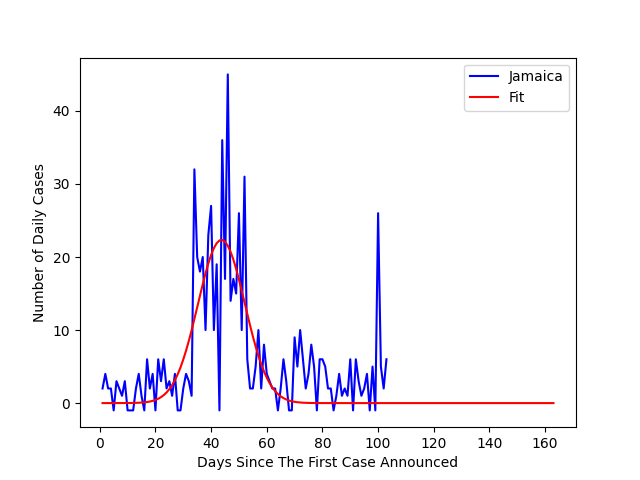 Jamaica
Fit
Number of Daily Cases
40
30
20
10
0
0 20 40 60 80 100 120 140 160
Days Since The First Case Announced